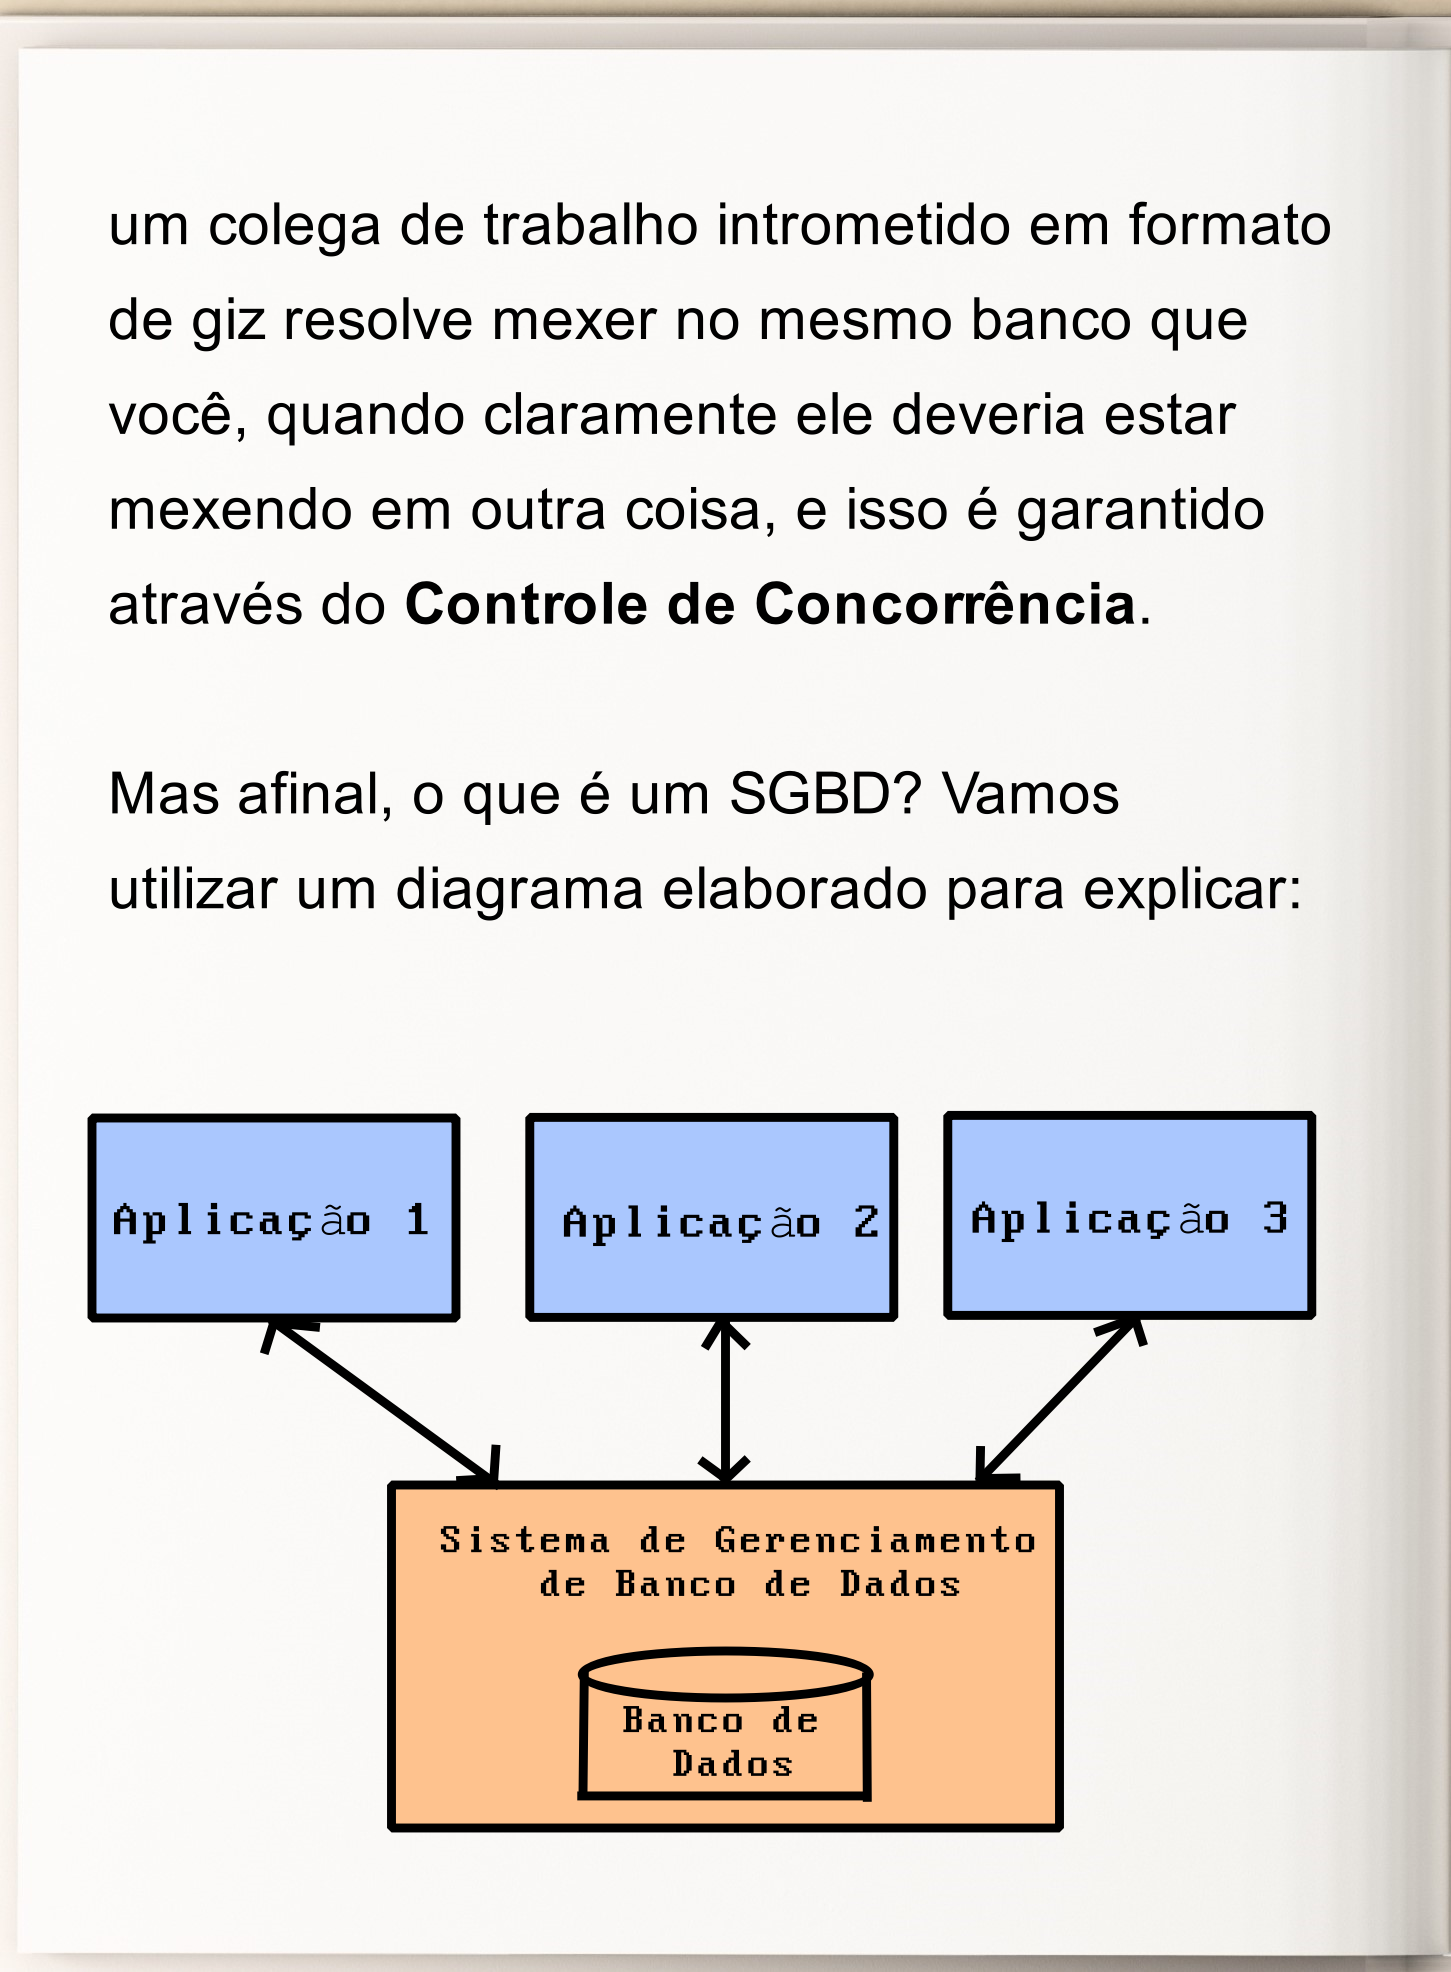 um colega de trabalho intrometido em formato
de giz resolve mexer no mesmo banco que
você, quando claramente ele deveria estar
mexendo em outra coisa, e isso é garantido
através do Controle de Concorrência.
Mas afinal, o que é um SGBD? Vamos
utilizar um diagrama elaborado para explicar:
Aplicação 1
Aplicação 2
Aplicação 3
Sistema de Gerenciamento
de Banco de Dados
Banco de
Dados